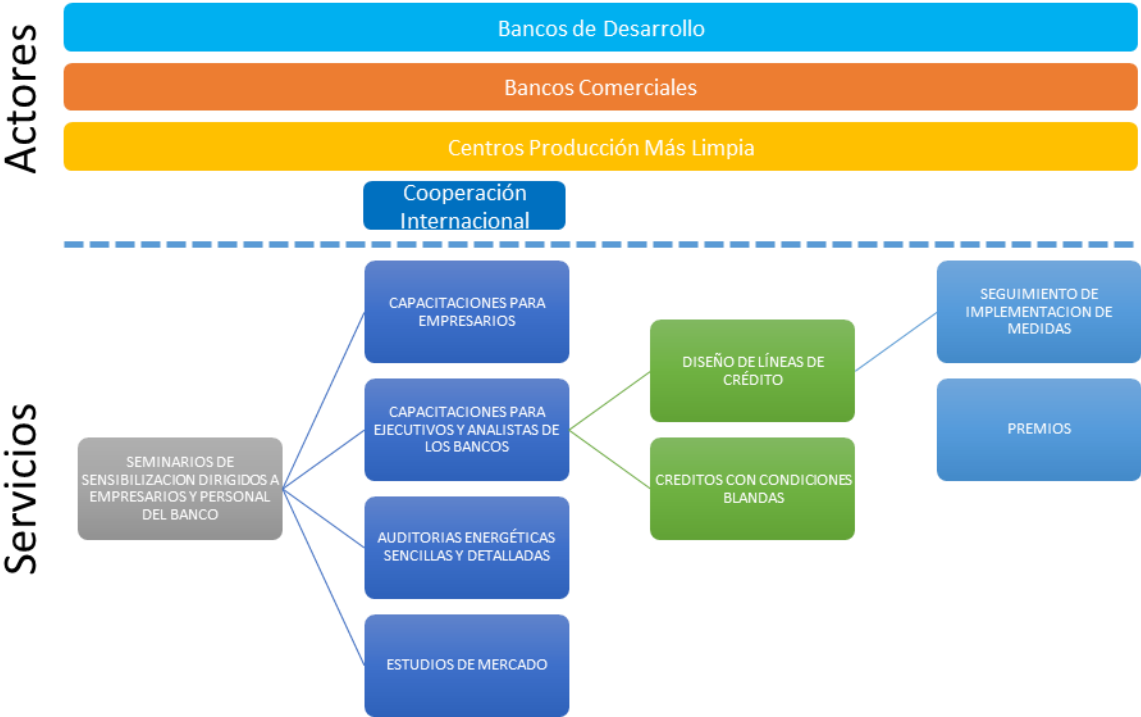 Actores
Bancos de Desarrollo
Bancos Comerciales
Centros Producción Más Limpia
Cooperación
Internacional
Servicios
SEMINARIOS DE
SENSIBILIZACION DIRIGIDOS A
EMPRESARIOS Y PERSONAL
DEL BANCO
CAPACITACIONES PARA
EMPRESARIOS
CAPACITACIONES PARA
EJECUTIVOS Y ANALISTAS DE
LOS BANCOS
AUDITORIAS ENERGÉTICAS
SENCILLAS Y DETALLADAS
ESTUDIOS DE MERCADO
DISEÑO DE LÍNEAS DE
CRÉDITO
CREDITOS CON CONDICIONES
BLANDAS
SEGUIMIENTO DE
IMPLEMENTACION DE
MEDIDAS
PREMIOS